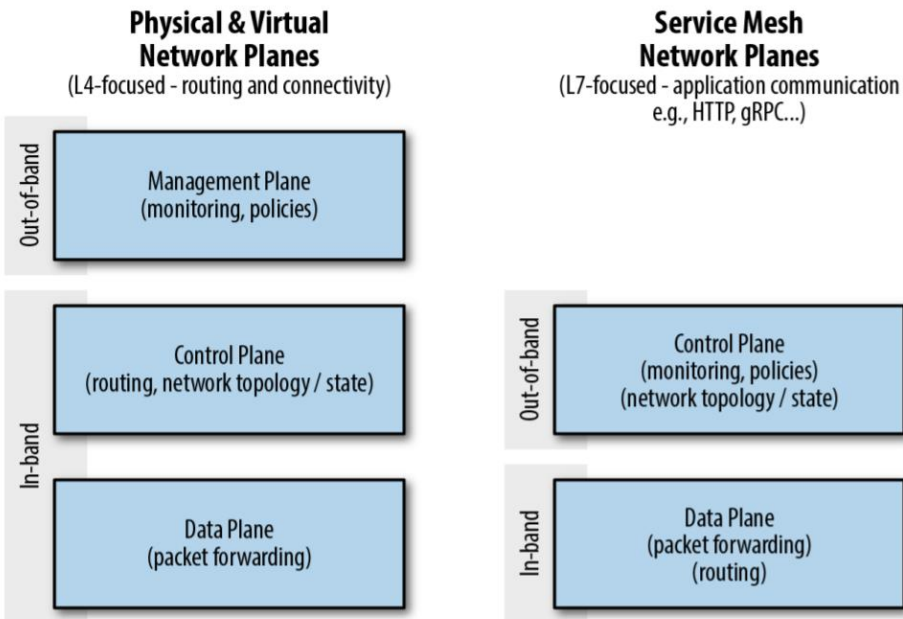 Physical & Virtual
Network Planes
(L4-focused - routing and connectivity)
Out-of-band
Management Plane
(monitoring, policies)
In-band
Control Plane
(routing, network topology / state)
Data Plane
(packet forwarding)
Service Mesh
Network Planes
(L7-focused - application communication
e.g., HTTP, gRPC...)
Out-of-band
Control Plane
(monitoring, policies)
(network topology / state)
In-band
Data Plane
(packet forwarding)
(routing)